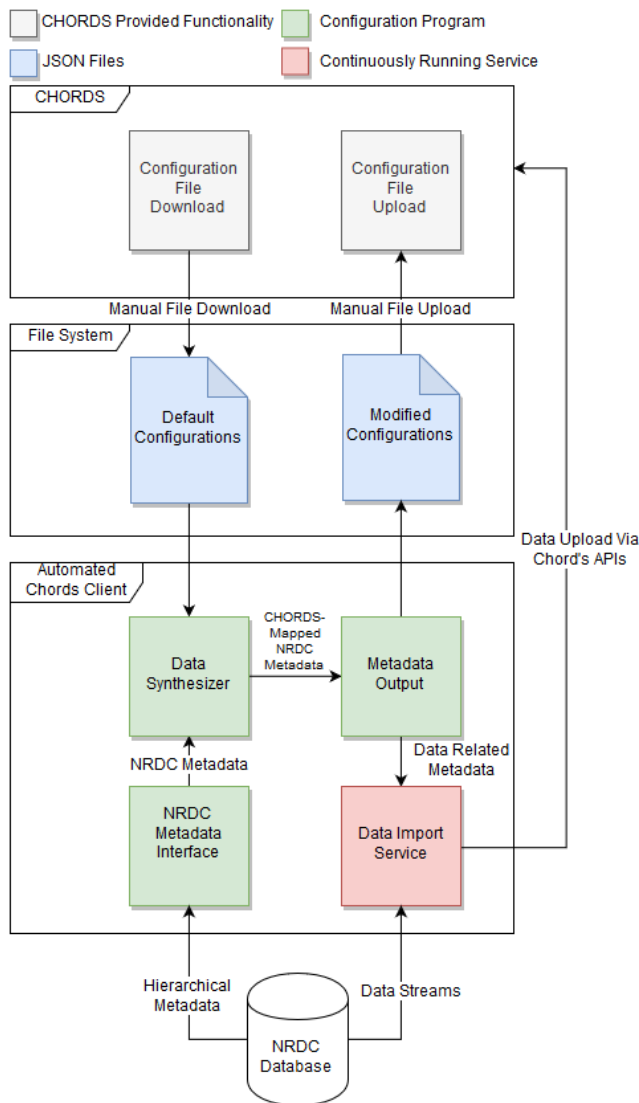 CHORDS Provided Functionality
Configuration Program
JSON Files
Continuously Running Service
CHORDS
Configuration
File
Download
Configuration
File
Upload
Manual File Download
Manual File Upload
File System
Default
Configurations
Modified
Configurations
Data Upload Via
Chord's APIs
Automated
Chords Client
Data
Synthesizer
CHORDS-
Mapped
NRDC
Metadata
Metadata
Output
NRDC Metadata
Data Related
Metadata
NRDC
Metadata
Interface
Data Import
Service
Hierarchical
Metadata
Data Streams
NRDC
Database